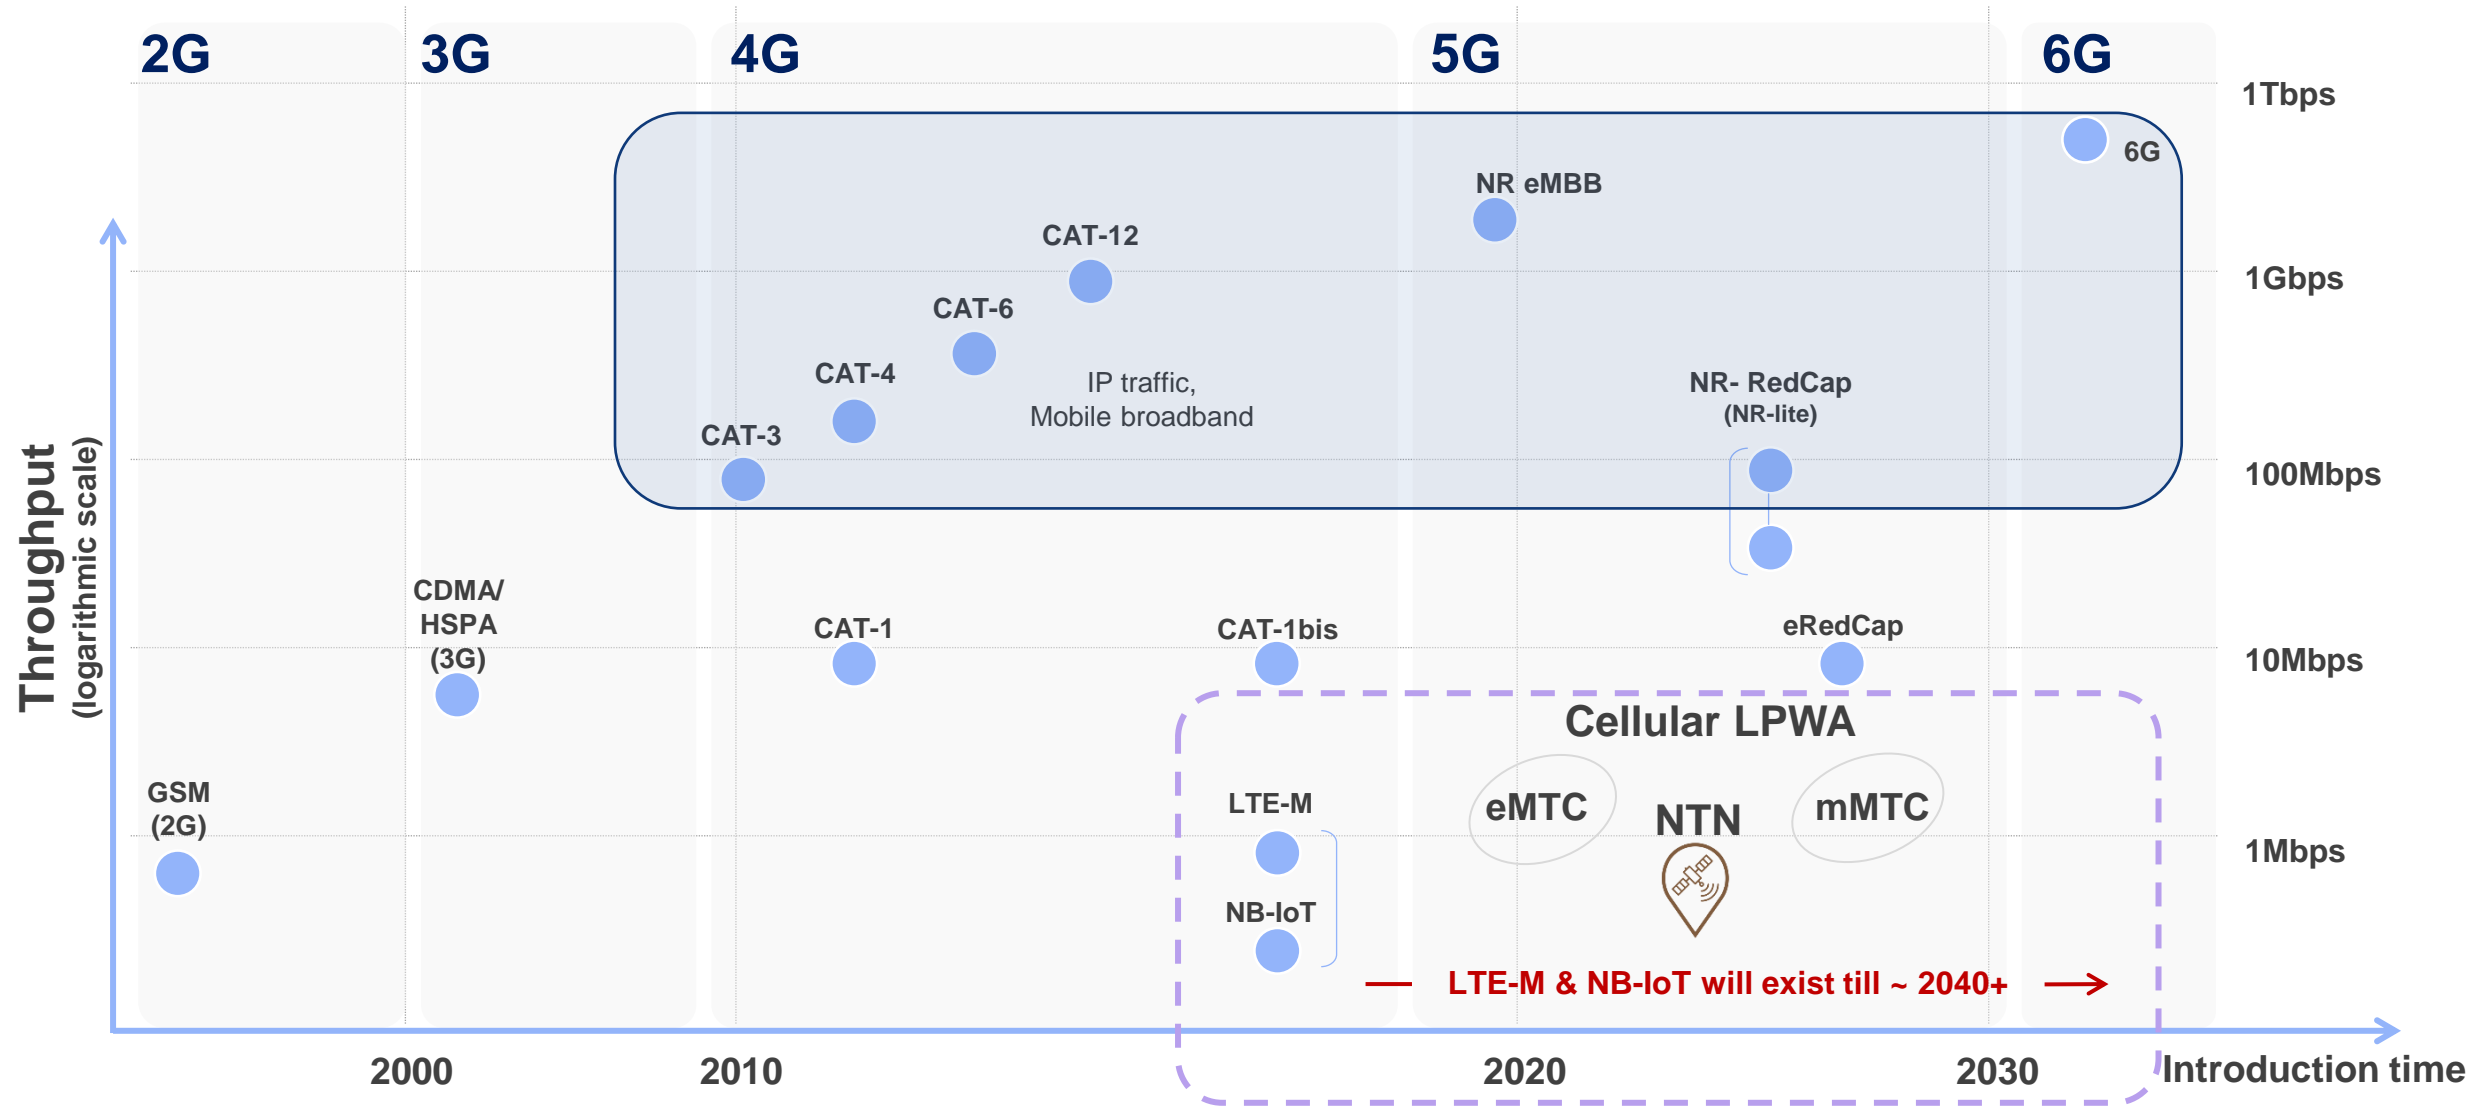 2G
3G
4G
5G
6G
1Tbps
6G
NR eMBB
CAT-12
1Gbps
CAT-6
CAT-4
IP traffic,
Mobile broadband
NR- RedCap
(NR-lite)
CAT-3
100Mbps
Throughput
(logarithmic scale)
CDMA/
HSPA
(3G)
CAT-1
CAT-1bis
eRedCap
10Mbps
Cellular LPWA
GSM
(2G)
LTE-M
eMTC
NTN
mMTC
1Mbps
NB-IoT
LTE-M & NB-IoT will exist till ~ 2040+
2000
2010
2020
2030
Introduction time